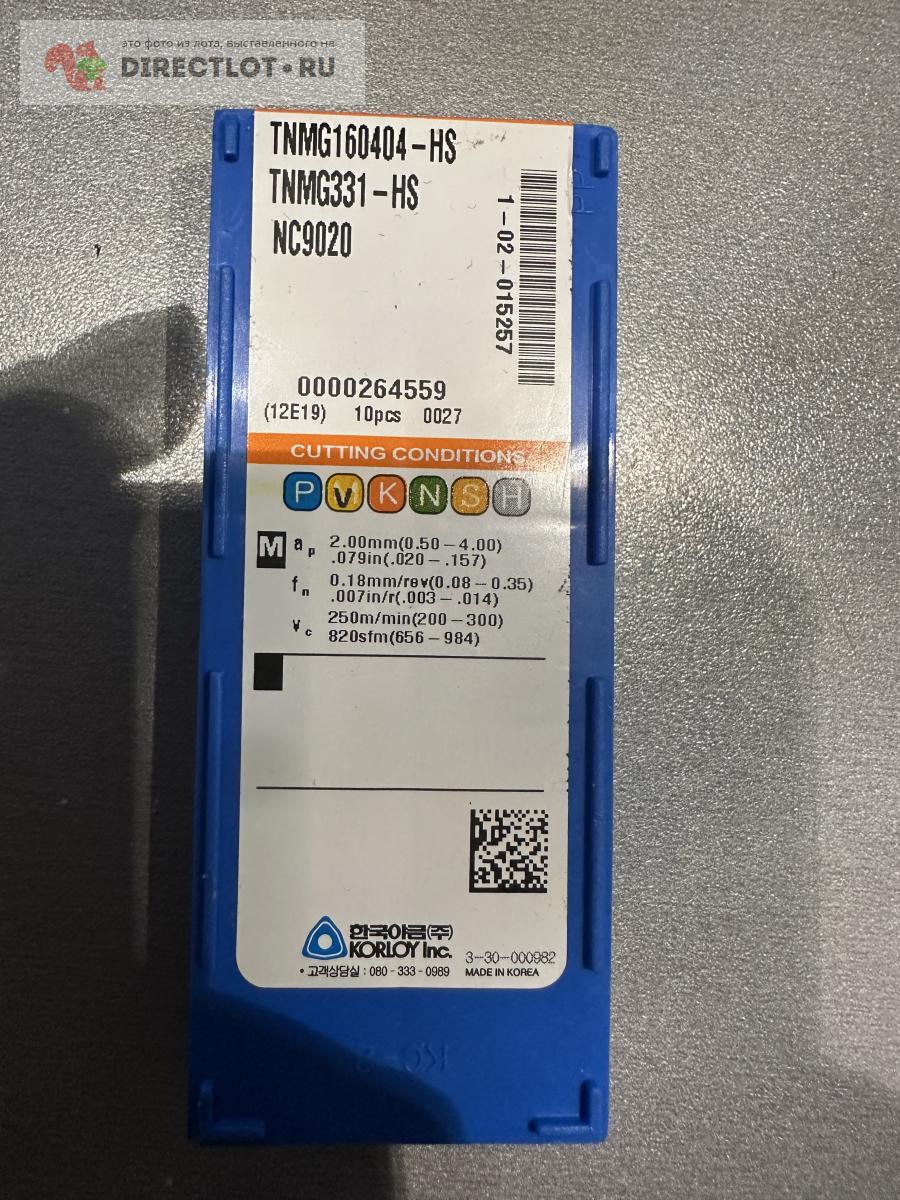 это фото из лота, выставленного на
DIRECTLOT.RU
TNMG160404-HS
TNMG331-HS
NC9020
1-02-015257
0000264559
(12E19) 10pcs 0027
CUTTING CONDITIONS
P M K N S H
M ap 2.00mm(0.50-4.00)
.079in(.020-.157)
fn 0.18mm/rev(0.08-0.35)
.007in/r(.003-.014)
vc 250m/min(200-300)
820sfm(656-984)
한국야금(주)
KORLOY Inc.
3-30-000982
• 고객상담실 : 080-333-0989 MADE IN KOREA